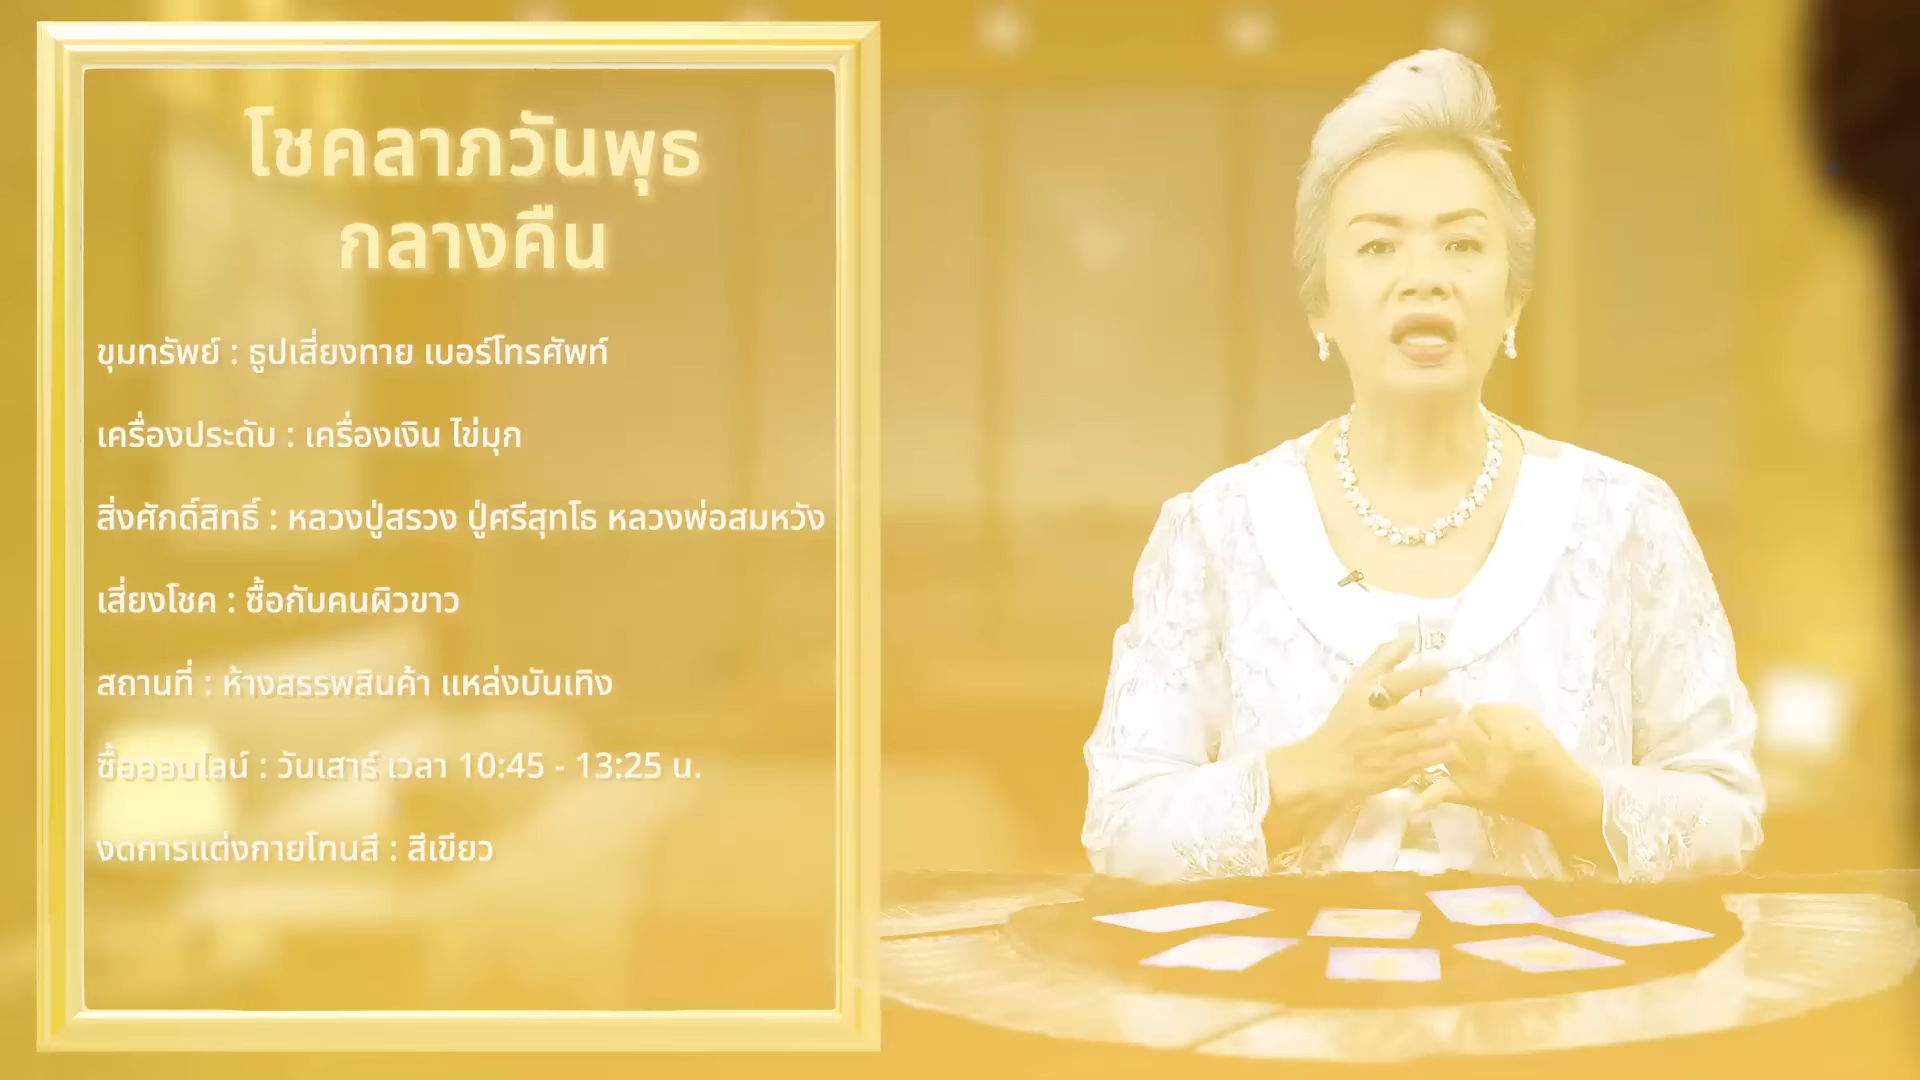 โชคลาภวันพุธ
กลางคืน
ขุมทรัพย์ : ธูปเสี่ยงทาย เบอร์โทรศัพท์
เครื่องประดับ : เครื่องเงิน ไข่มุก
สิ่งศักดิ์สิทธิ์ : หลวงปู่สรวง ปู่ศรีสุทโธ หลวงพ่อสมหวัง
เสี่ยงโชค : ซื้อกับคนผิวขาว
สถานที่ : ห้างสรรพสินค้า แหล่งบันเทิง
ซื้อออนไลน์ : วันเสาร์ เวลา 10:45 - 13:25 น.
งดการแต่งกายโทนสี : สีเขียว